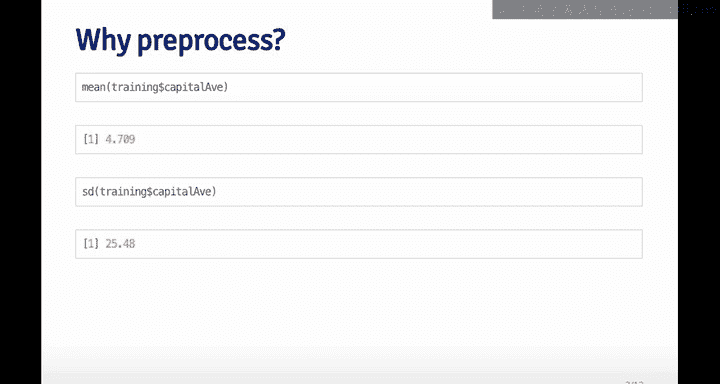 Why preprocess?
mean(training$capitalAve)
[1] 4.709
sd(training$capitalAve)
[1] 25.48